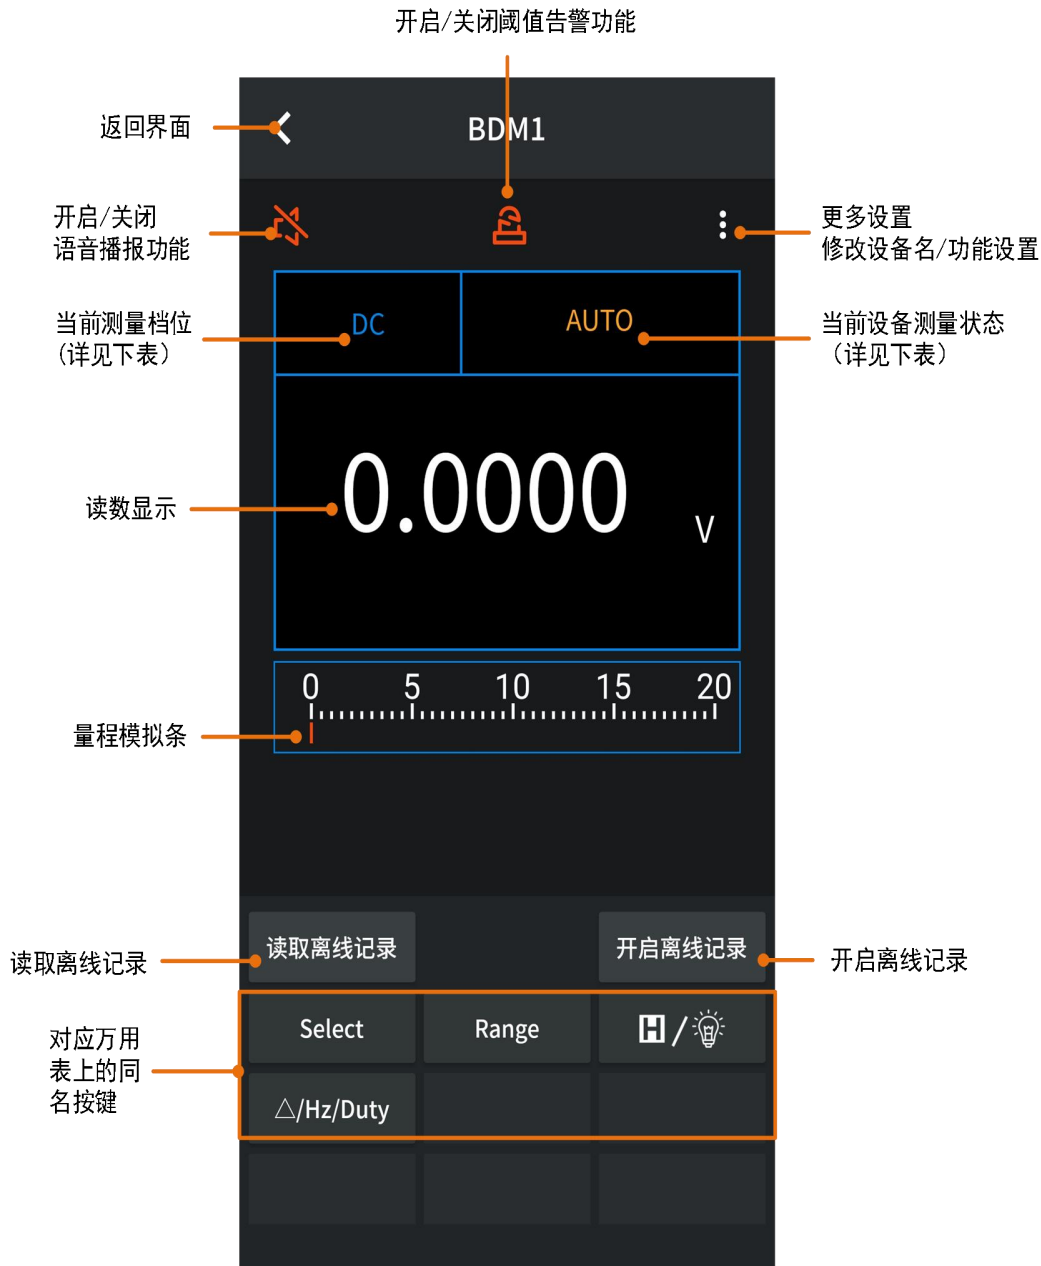 开启/关闭阈值告警功能
返回界面
BDM1
开启/关闭
语音播报功能
更多设置
修改设备名/功能设置
当前测量档位
(详见下表）
DC
AUTO
当前设备测量状态
（详见下表）
读数显示
0.0000
V
0 5 10 15 20
量程模拟条
读取离线记录
开启离线记录
读取离线记录
开启离线记录
对应万用
表上的同
名按键
Select
Range
H/
△/Hz/Duty